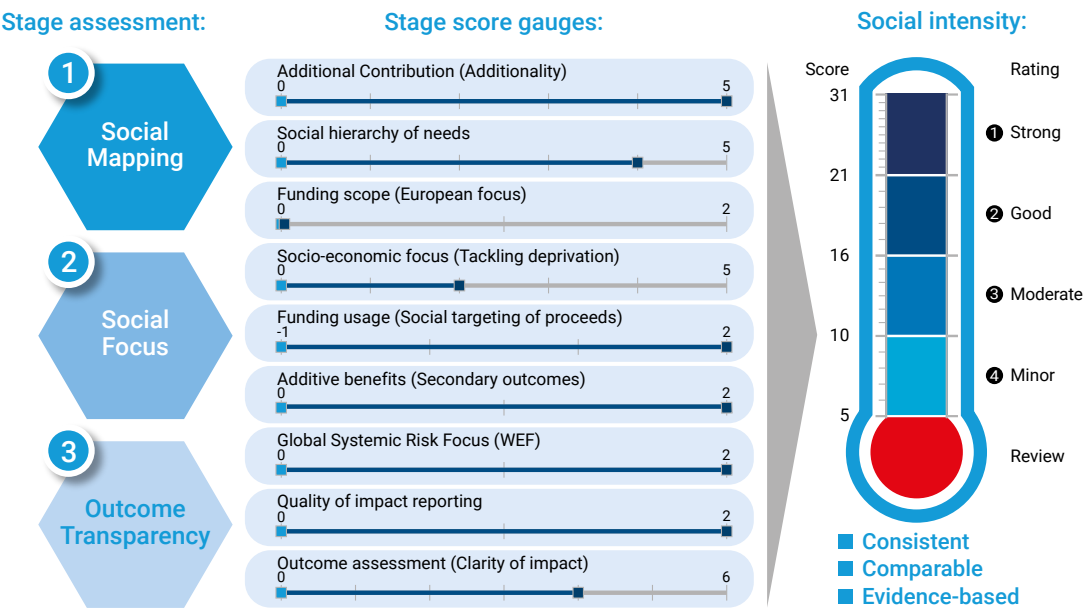 Stage assessment:
Stage score gauges:
Social intensity:
1
Social
Mapping
2
Social
Focus
3
Outcome
Transparency
Additional Contribution (Additionality)
0 5
Social hierarchy of needs
0 5
Funding scope (European focus)
0 2
Socio-economic focus (Tackling deprivation)
0 5
Funding usage (Social targeting of proceeds)
-1 2
Additive benefits (Secondary outcomes)
0 2
Global Systemic Risk Focus (WEF)
0 2
Quality of impact reporting
0 2
Outcome assessment (Clarity of impact)
0 6
Score Rating
31
1 Strong
21
2 Good
16
3 Moderate
10
4 Minor
5
Review
Consistent
Comparable
Evidence-based